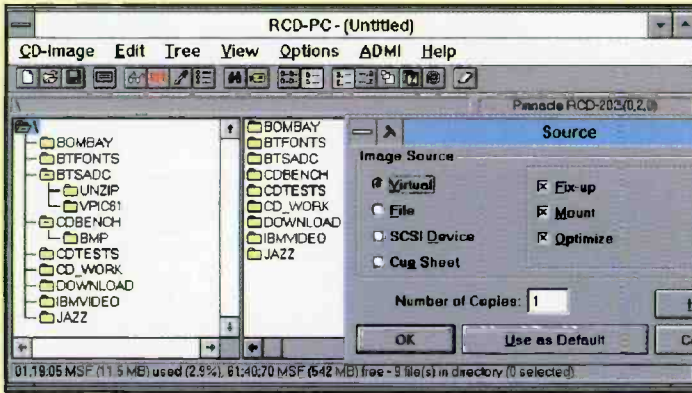 RCD-PC - (Untitled)
CD-Image Edit Tree View Options ADMI Help
\
Pinnacle RCD-202(0,2,0)
\
BOMBAY
BTFONTS
BTSADC
UNZIP
VPIC61
CDBENCH
BMP
CDTESTS
CD_WORK
DOWNLOAD
IBMVIDEO
JAZZ
BOMBAY
BTFONTS
BTSADC
CDBENCH
CDTESTS
CD_WORK
DOWNLOAD
IBMVIDEO
JAZZ
Source
Image Source
Virtual
File
SCSI Device
Cue Sheet
Fix-up
Mount
Optimize
Number of Copies: 1
OK
Use as Default
01,19:05 MSF (11.5 MB) used (2.9%), 61:40:70 MSF (542 MB) free - 9 file(s) in directory (0 selected)